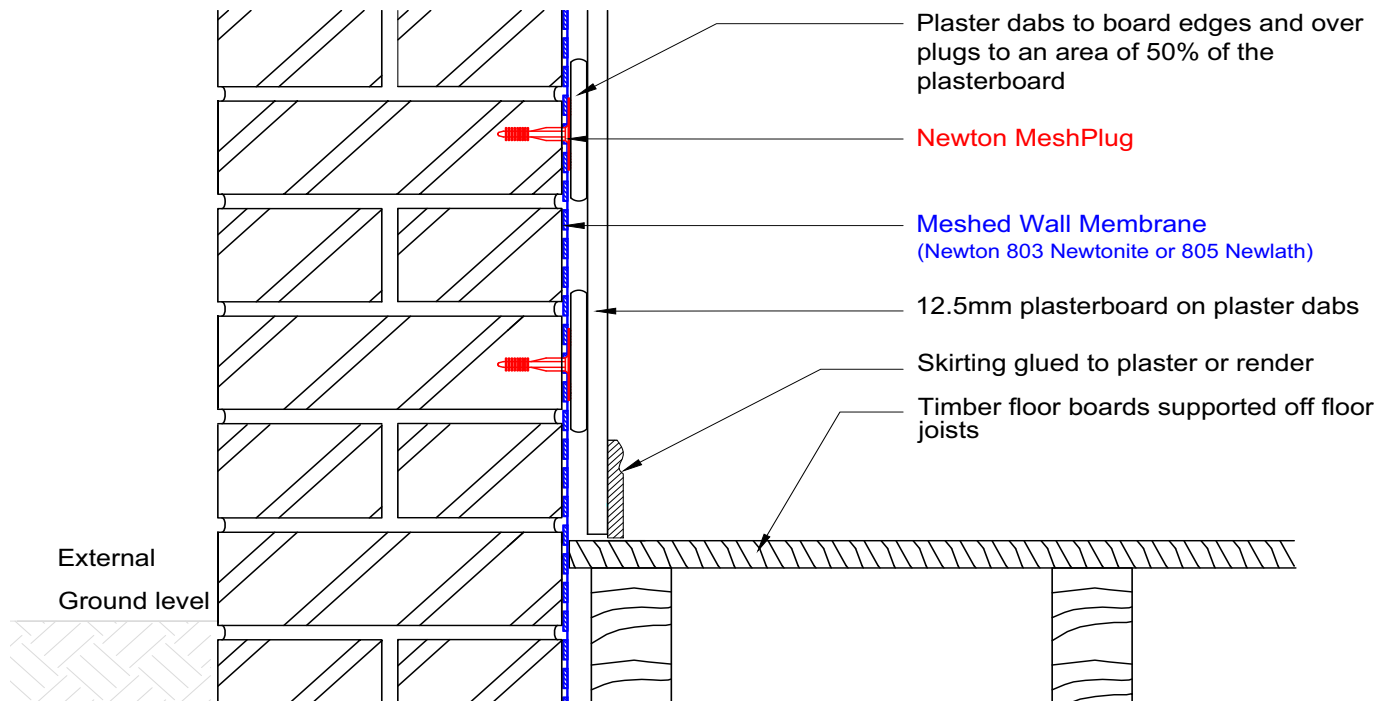 Plaster dabs to board edges and over
plugs to an area of 50% of the
plasterboard
Newton MeshPlug
Meshed Wall Membrane
(Newton 803 Newtonite or 805 Newlath)
12.5mm plasterboard on plaster dabs
Skirting glued to plaster or render
Timber floor boards supported off floor
joists
External
Ground level